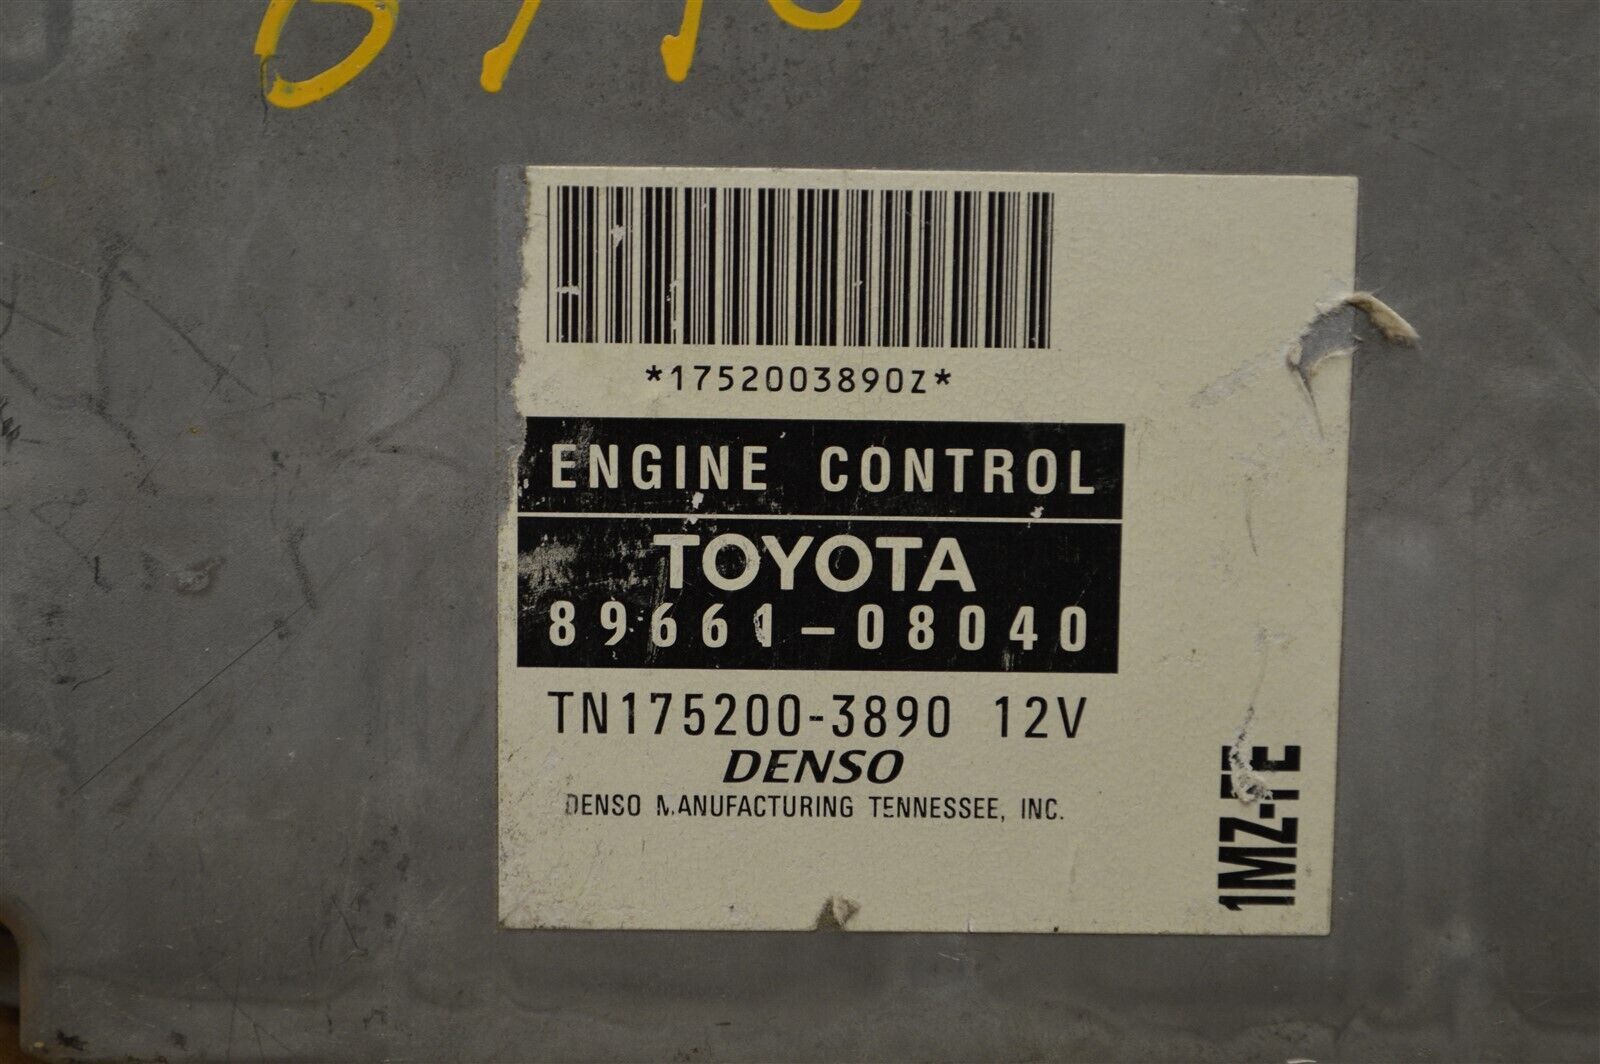 *1752003890Z*
ENGINE CONTROL
TOYOTA
89661-08040
TN175200-3890 12V
DENSO
DENSO MANUFACTURING TENNESSEE, INC.
1MZ-FE